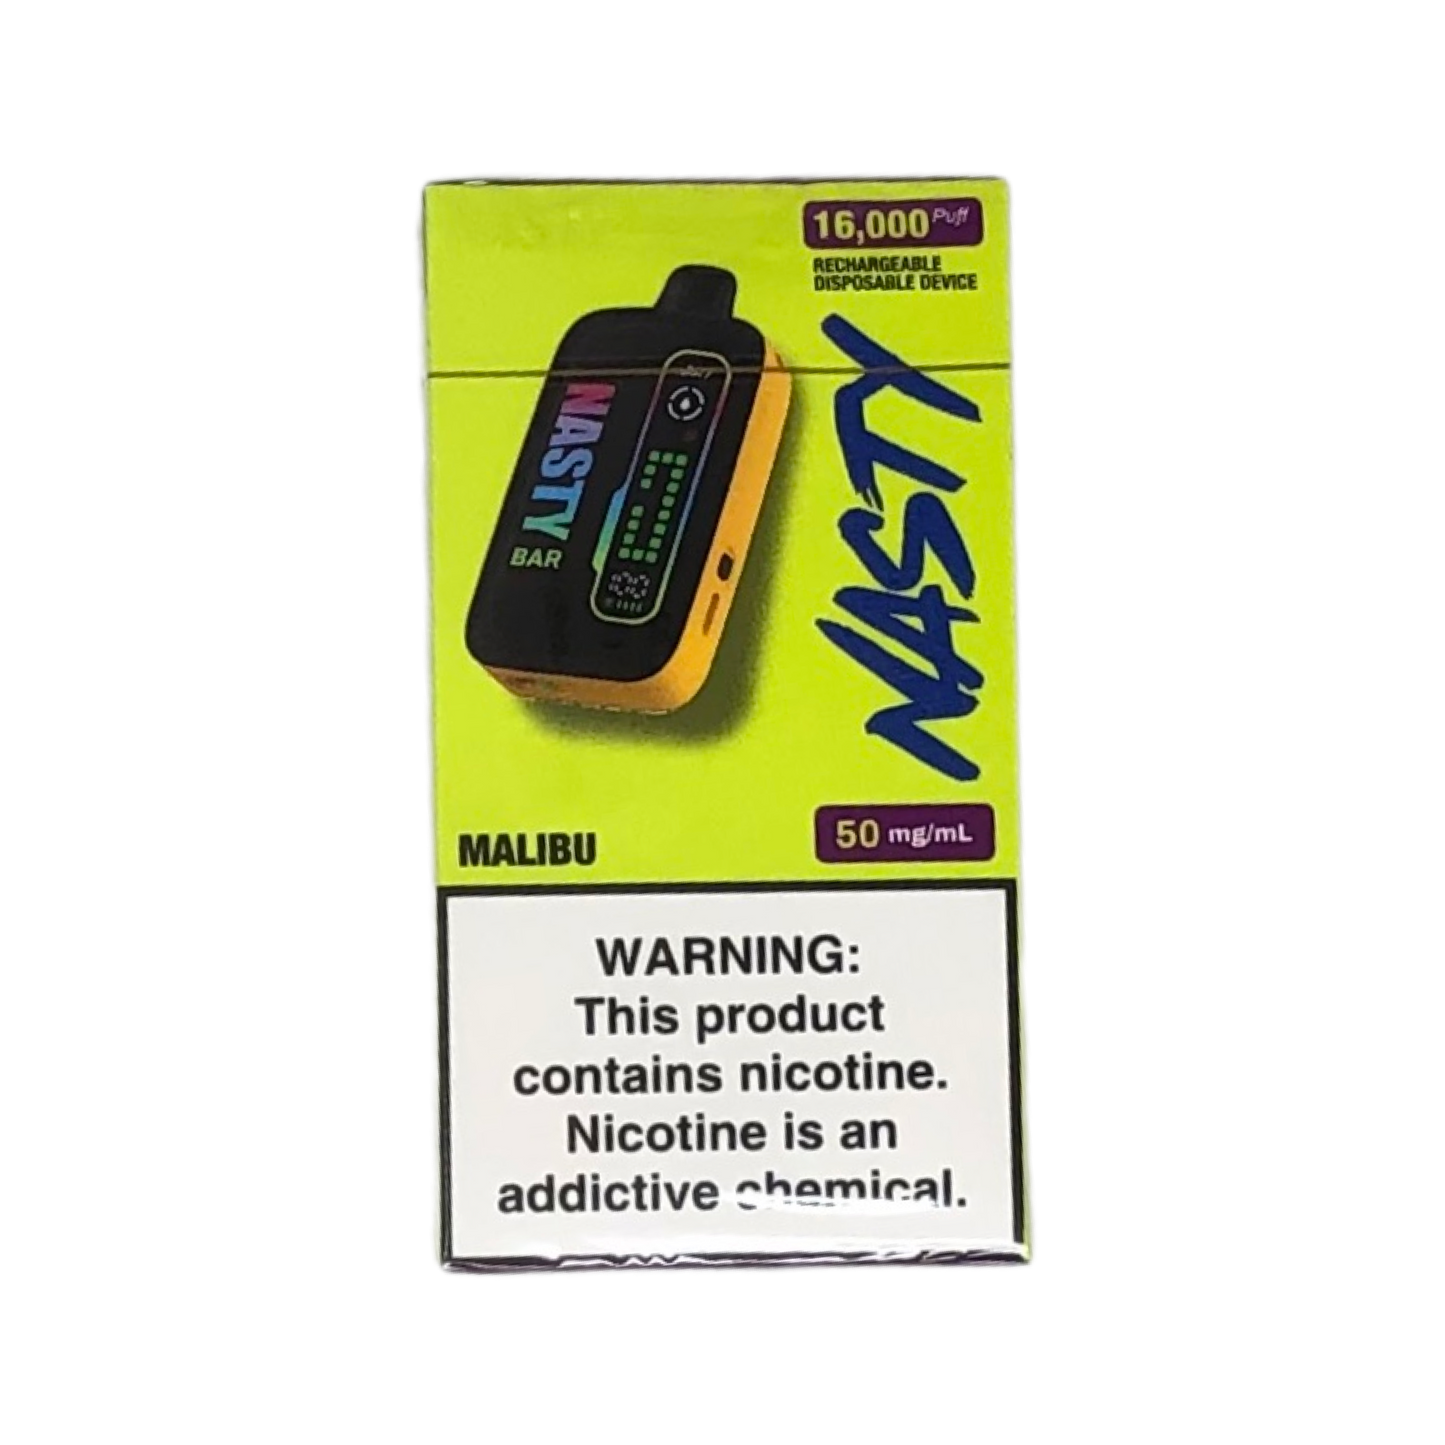 16,000 Puff
RECHARGEABLE
DISPOSABLE DEVICE
NASTY
NASTY
BAR
MALIBU
50 mg/mL
WARNING:
This product
contains nicotine.
Nicotine is an
addictive chemical.